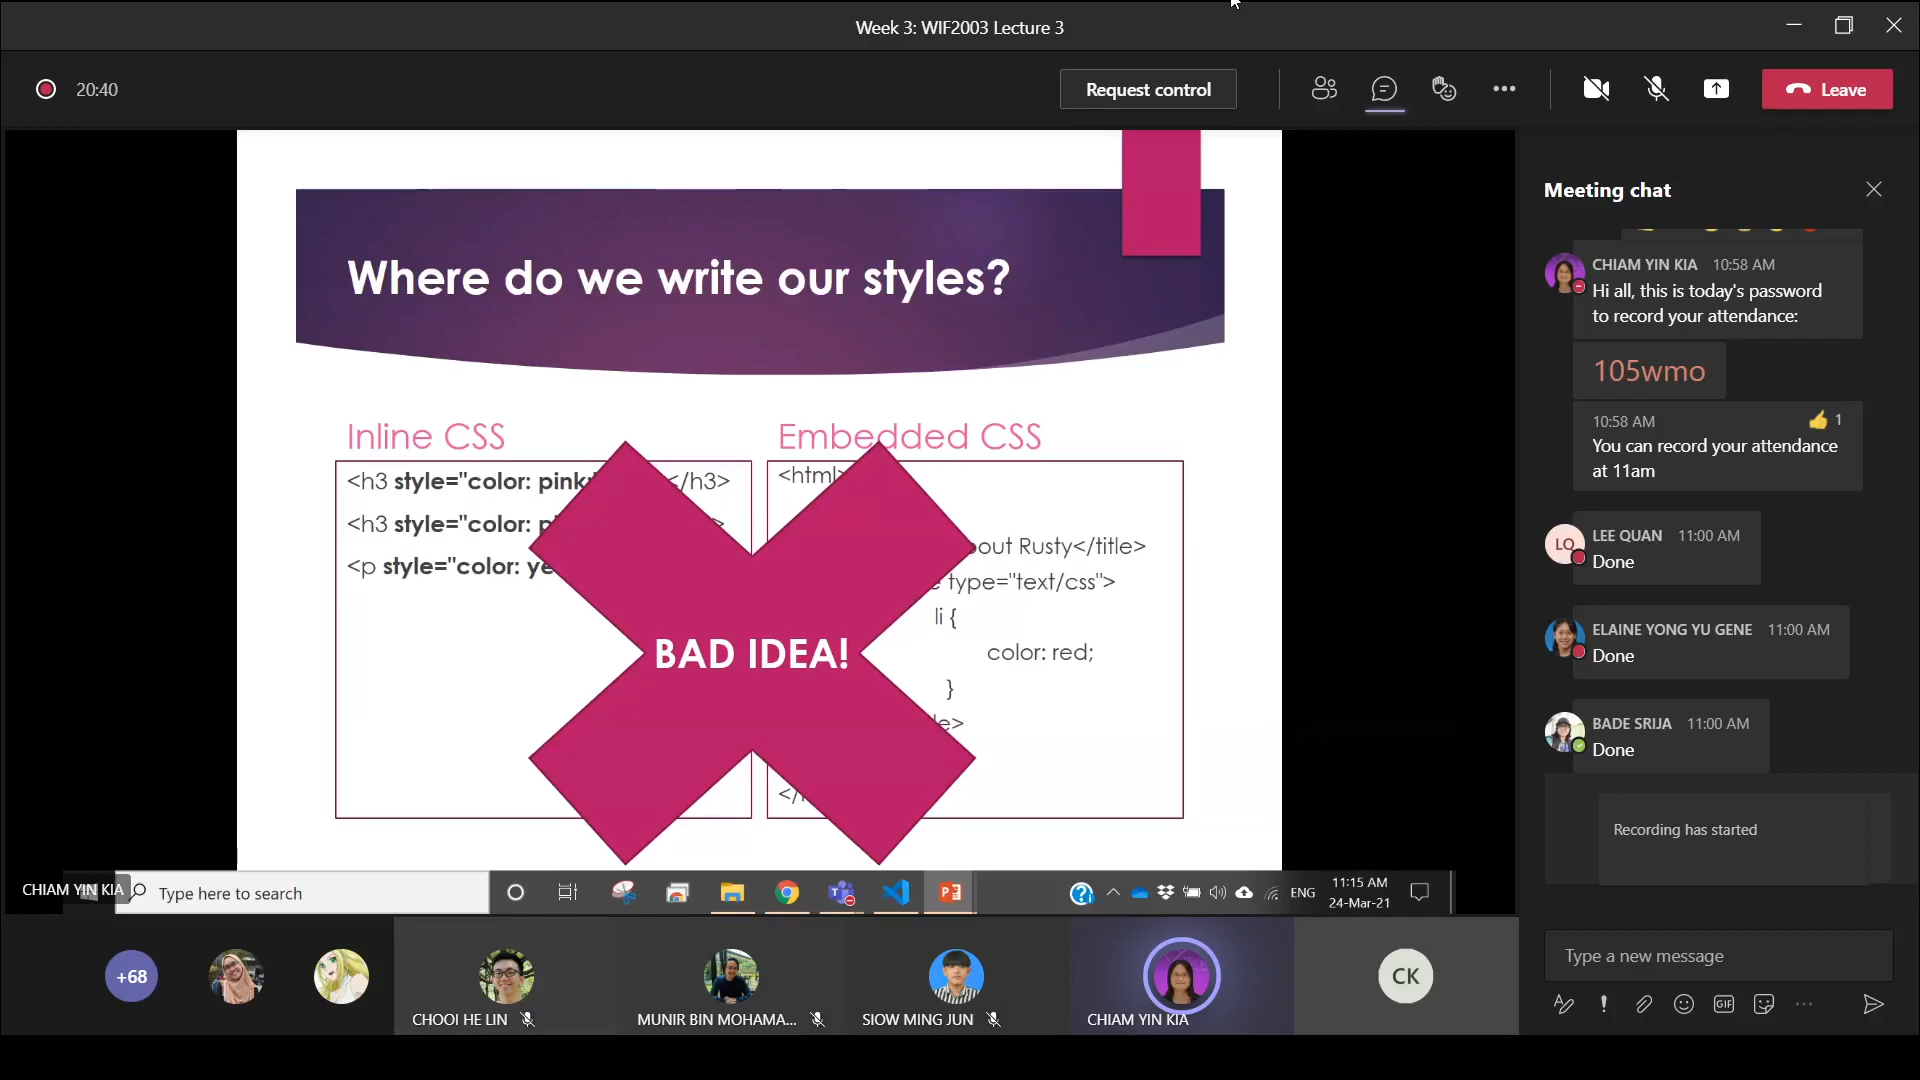 Week 3: WIF2003 Lecture 3
20:40
Request control
Leave
Where do we write our styles?
Inline CSS
<h3 style="color: pink; </h3>
<h3 style="color: p
<p style="color: ye
Embedded CSS
<html>
bout Rusty</title>
e type="text/css">
li {
color: red;
}
le>
</
BAD IDEA!
CHIAM YIN KIA
Type here to search
ENG
11:15 AM
24-Mar-21
+68
CHOOI HE LIN
MUNIR BIN MOHAMA...
SIOW MING JUN
CHIAM YIN KIA
CK
Meeting chat
CHIAM YIN KIA 10:58 AM
Hi all, this is today's password
to record your attendance:
105wmo
10:58 AM
1
You can record your attendance
at 11am
LQ
LEE QUAN 11:00 AM
Done
ELAINE YONG YU GENE 11:00 AM
Done
BADE SRIJA 11:00 AM
Done
Recording has started
Type a new message
GIF